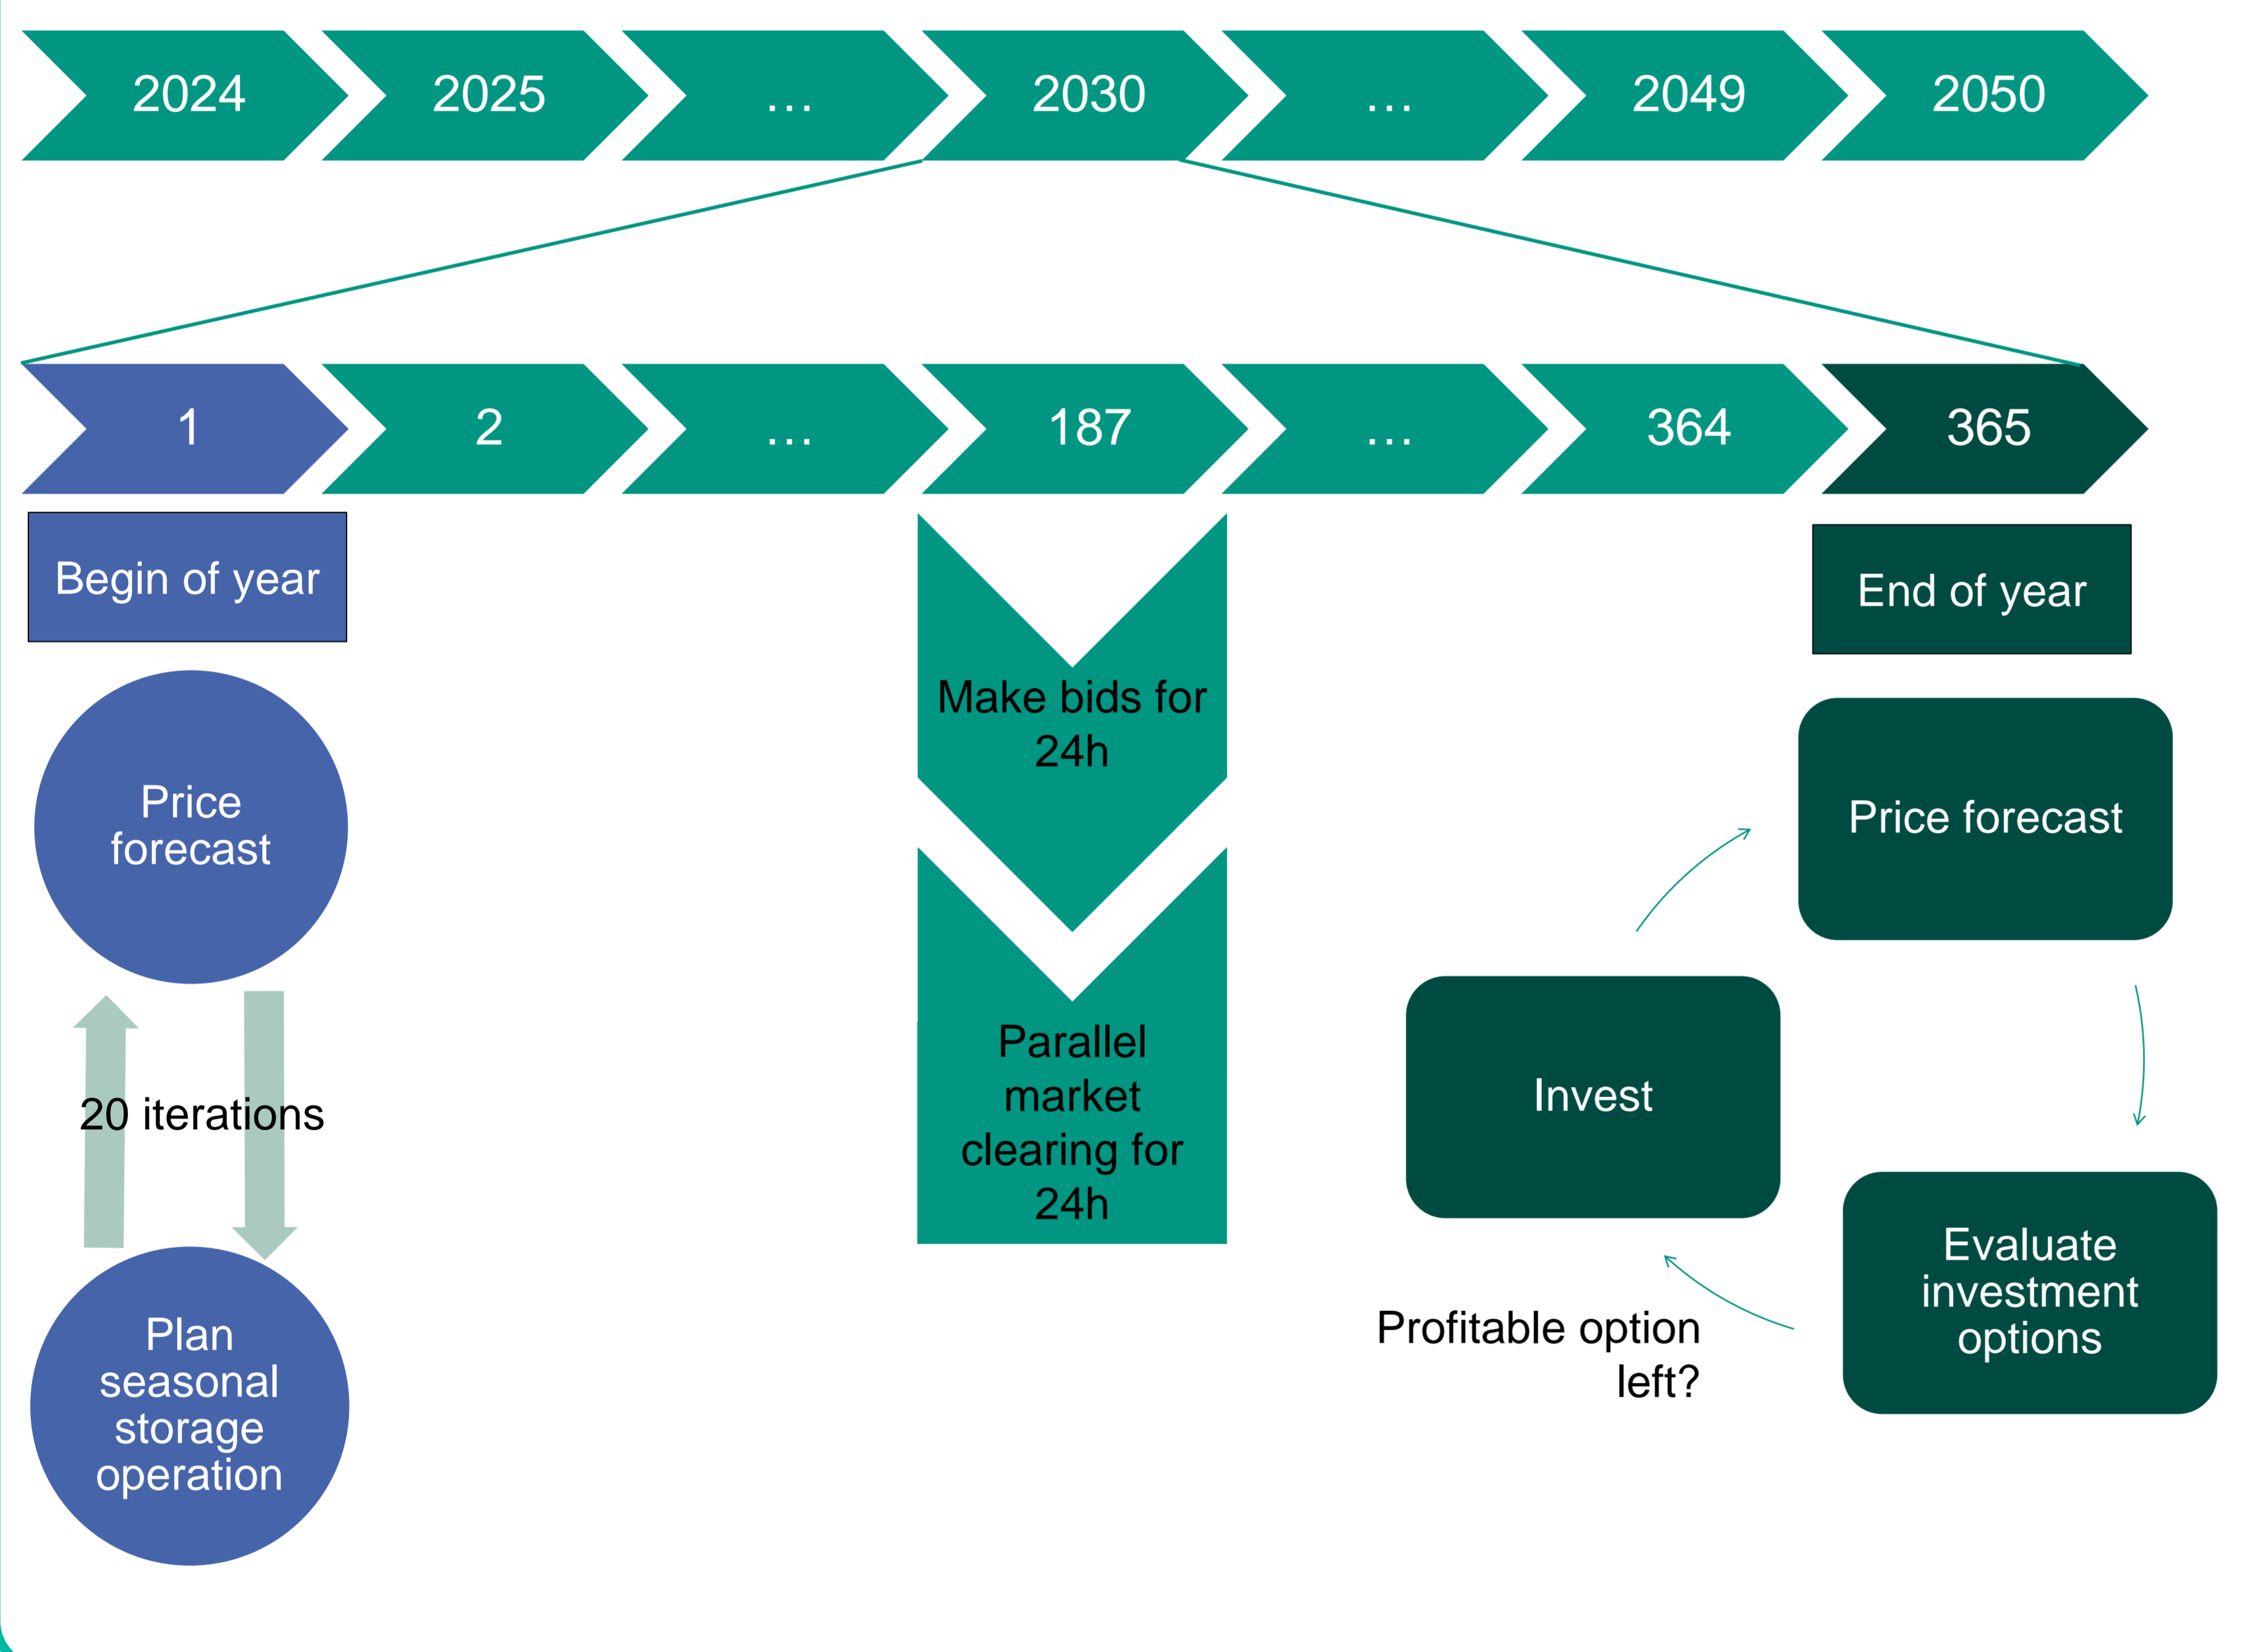 2024
2025
...
2030
...
2049
2050
1
2
...
187
...
364
365
Begin of year
Price
forecast
20 iterations
Plan
seasonal
storage
operation
Make bids for
24h
Parallel
market
clearing for
24h
End of year
Price forecast
Evaluate
investment
options
Profitable option
left?
Invest